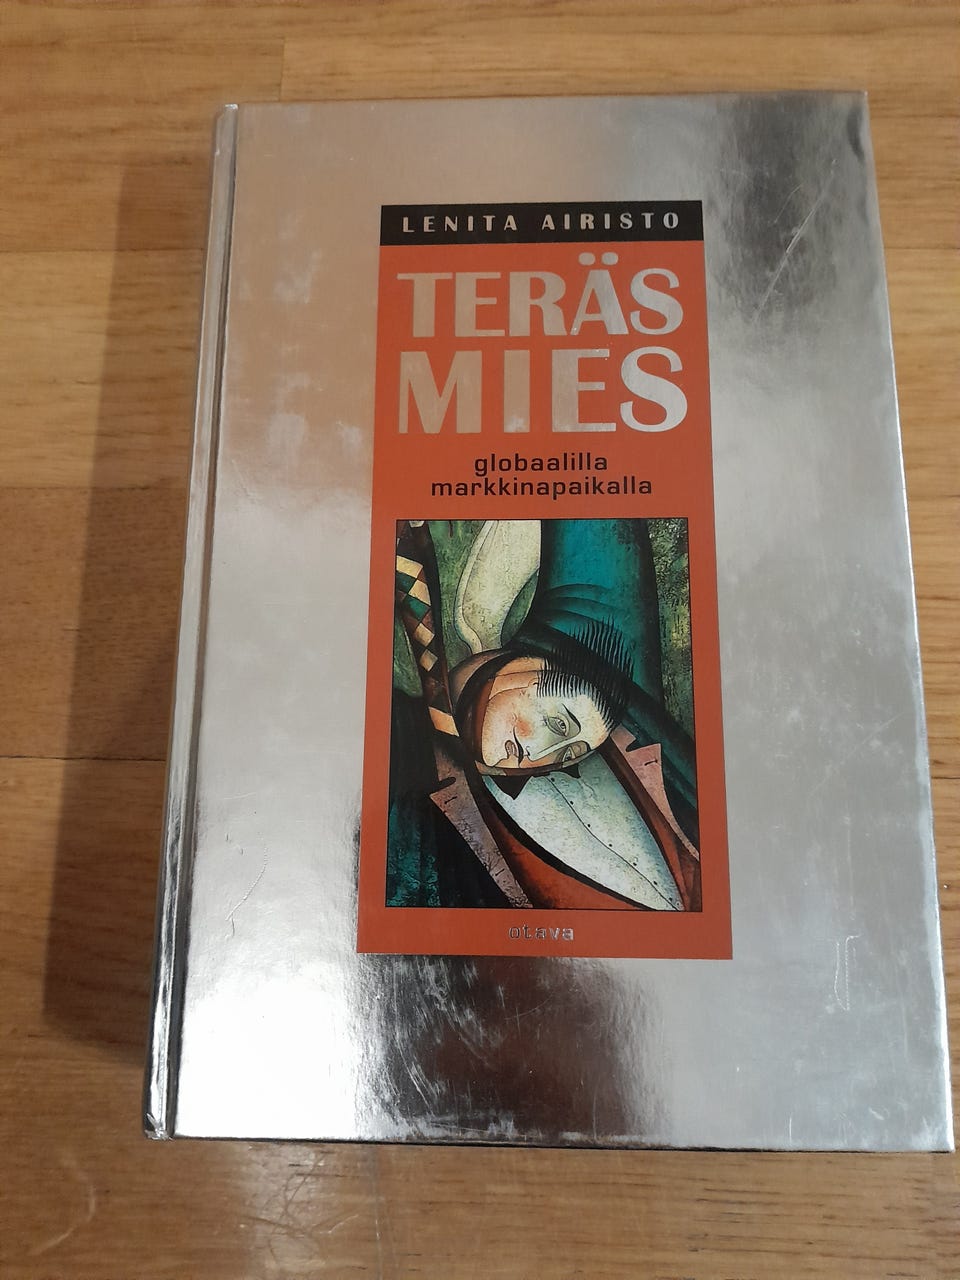 LENITA AIRISTO
TERÄS
MIES
globaalilla
markkinapaikalla
otava